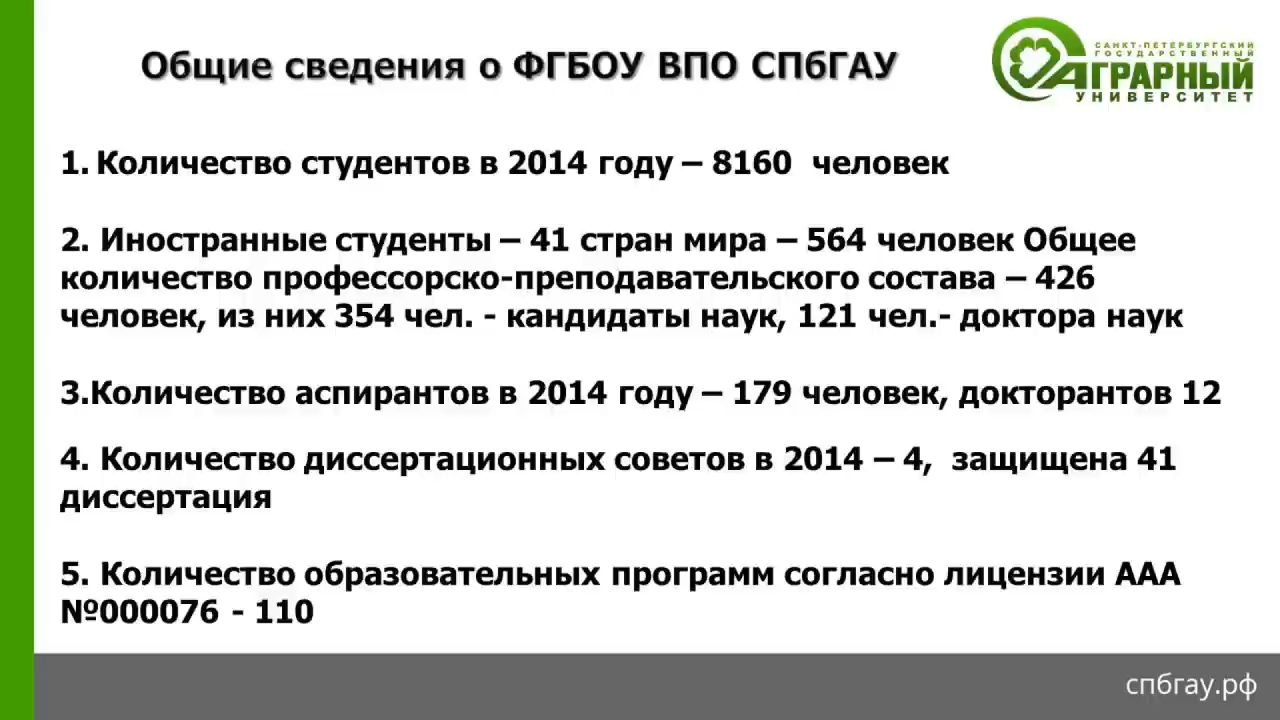 Общие сведения о ФГБОУ ВПО СПбГАУ
САНКТ-ПЕТЕРБУРГСКИЙ
ГОСУДАРСТВЕННЫЙ
АГРАРНЫЙ
УНИВЕРСИТЕТ
1. Количество студентов в 2014 году – 8160 человек
2. Иностранные студенты – 41 стран мира – 564 человек Общее
количество профессорско-преподавательского состава – 426
человек, из них 354 чел. - кандидаты наук, 121 чел.- доктора наук
3.Количество аспирантов в 2014 году – 179 человек, докторантов 12
4. Количество диссертационных советов в 2014 – 4, защищена 41
диссертация
5. Количество образовательных программ согласно лицензии ААА
№000076 - 110
спбгау.рф